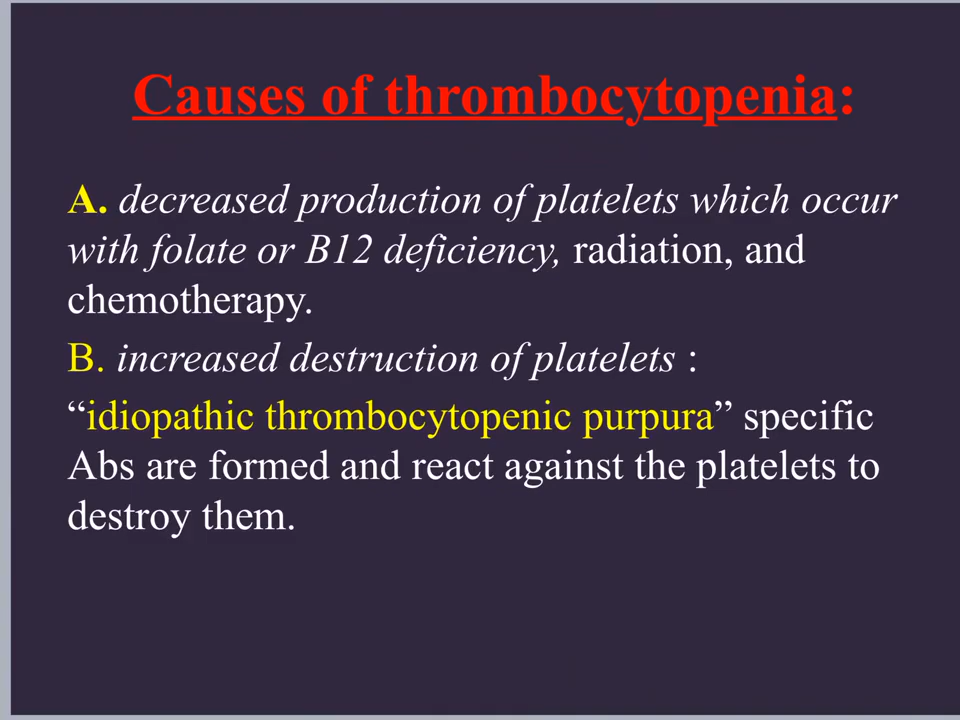 Causes of thrombocytopenia:
A. decreased production of platelets which occur
with folate or B12 deficiency, radiation, and
chemotherapy.
B. increased destruction of platelets :
“idiopathic thrombocytopenic purpura” specific
Abs are formed and react against the platelets to
destroy them.